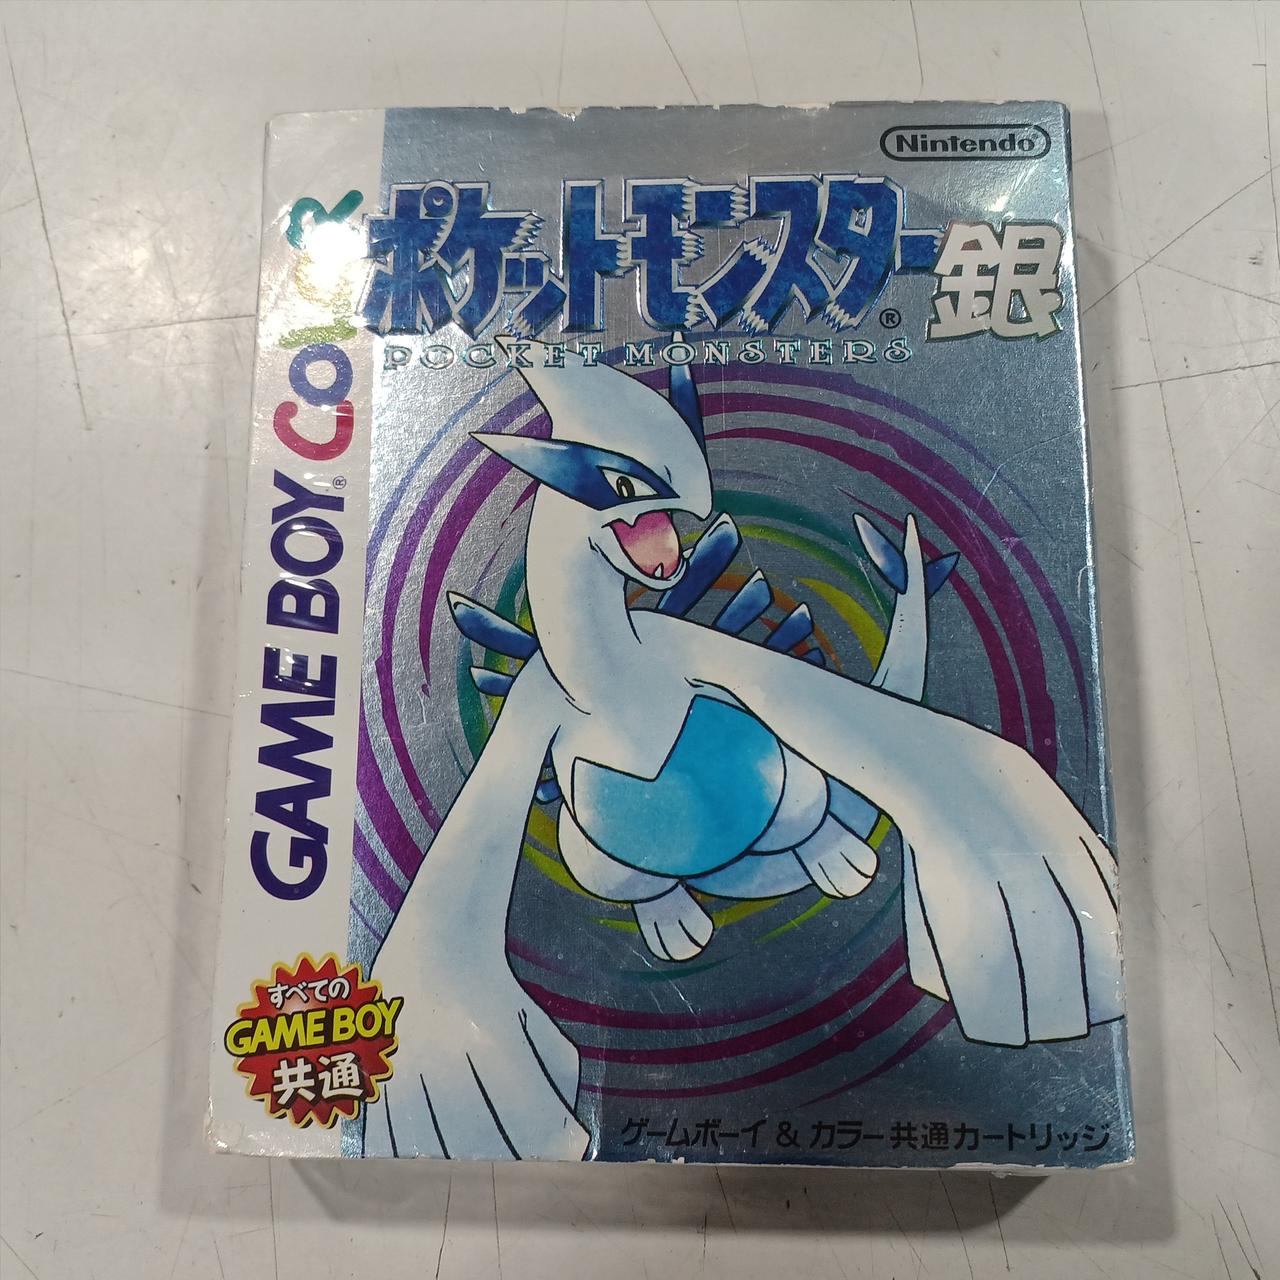 Nintendo
ポケットモンスター銀
®
POCKET MONSTERS
GAME BOY® COLOR
すべての
GAME BOY
共通
ゲームボーイ & カラー共通カートリッジ